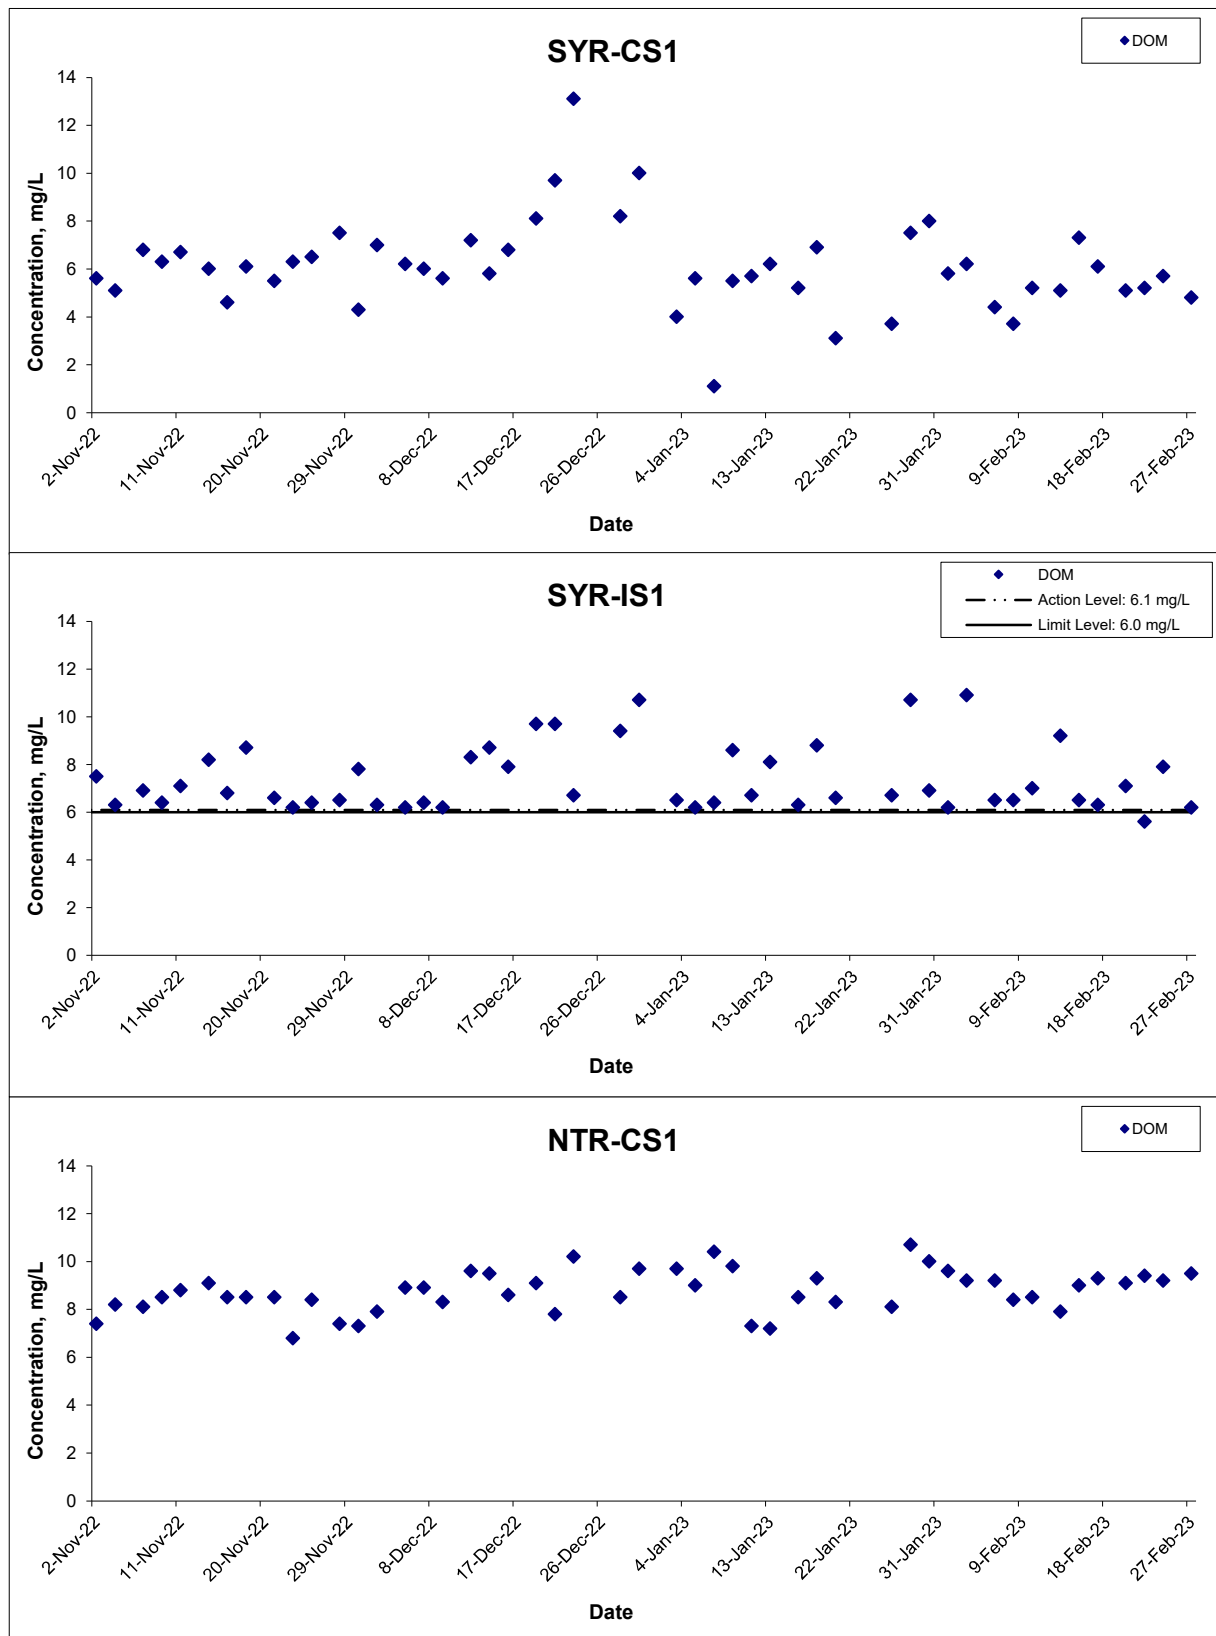 SYR-CS1
DOM
Concentration, mg/L
14
12
10
8
6
4
2
0
2-Nov-22
11-Nov-22
20-Nov-22
29-Nov-22
8-Dec-22
17-Dec-22
26-Dec-22
4-Jan-23
13-Jan-23
22-Jan-23
31-Jan-23
9-Feb-23
18-Feb-23
27-Feb-23
Date
SYR-IS1
DOM
Action Level: 6.1 mg/L
Limit Level: 6.0 mg/L
Concentration, mg/L
14
12
10
8
6
4
2
0
2-Nov-22
11-Nov-22
20-Nov-22
29-Nov-22
8-Dec-22
17-Dec-22
26-Dec-22
4-Jan-23
13-Jan-23
22-Jan-23
31-Jan-23
9-Feb-23
18-Feb-23
27-Feb-23
Date
NTR-CS1
DOM
Concentration, mg/L
14
12
10
8
6
4
2
0
2-Nov-22
11-Nov-22
20-Nov-22
29-Nov-22
8-Dec-22
17-Dec-22
26-Dec-22
4-Jan-23
13-Jan-23
22-Jan-23
31-Jan-23
9-Feb-23
18-Feb-23
27-Feb-23
Date